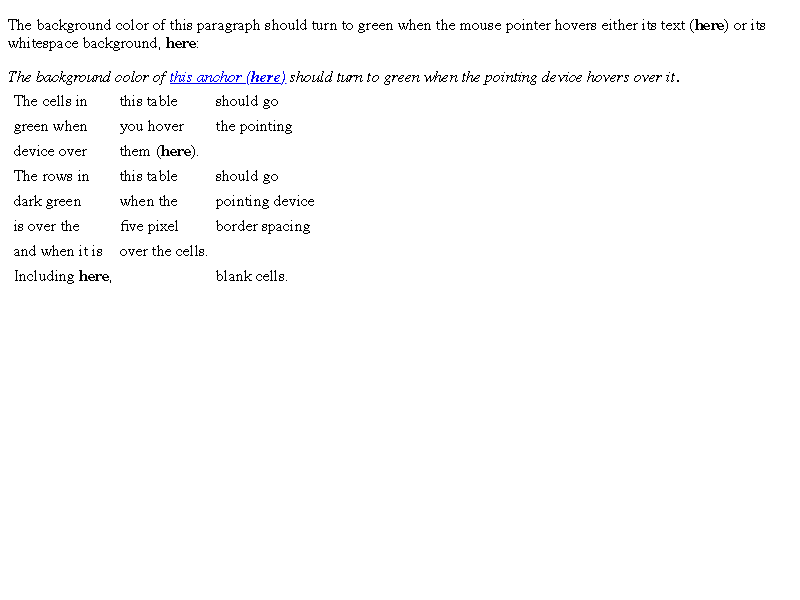 The background color of this paragraph should turn to green when the mouse pointer hovers either its text (here) or its
whitespace background, here:
The background color of this anchor (here) should turn to green when the pointing device hovers over it.
The cells in this table should go
green when you hover the pointing
device over them (here).
The rows in this table should go
dark green when the pointing device
is over the five pixel border spacing
and when it is over the cells.
Including here, blank cells.